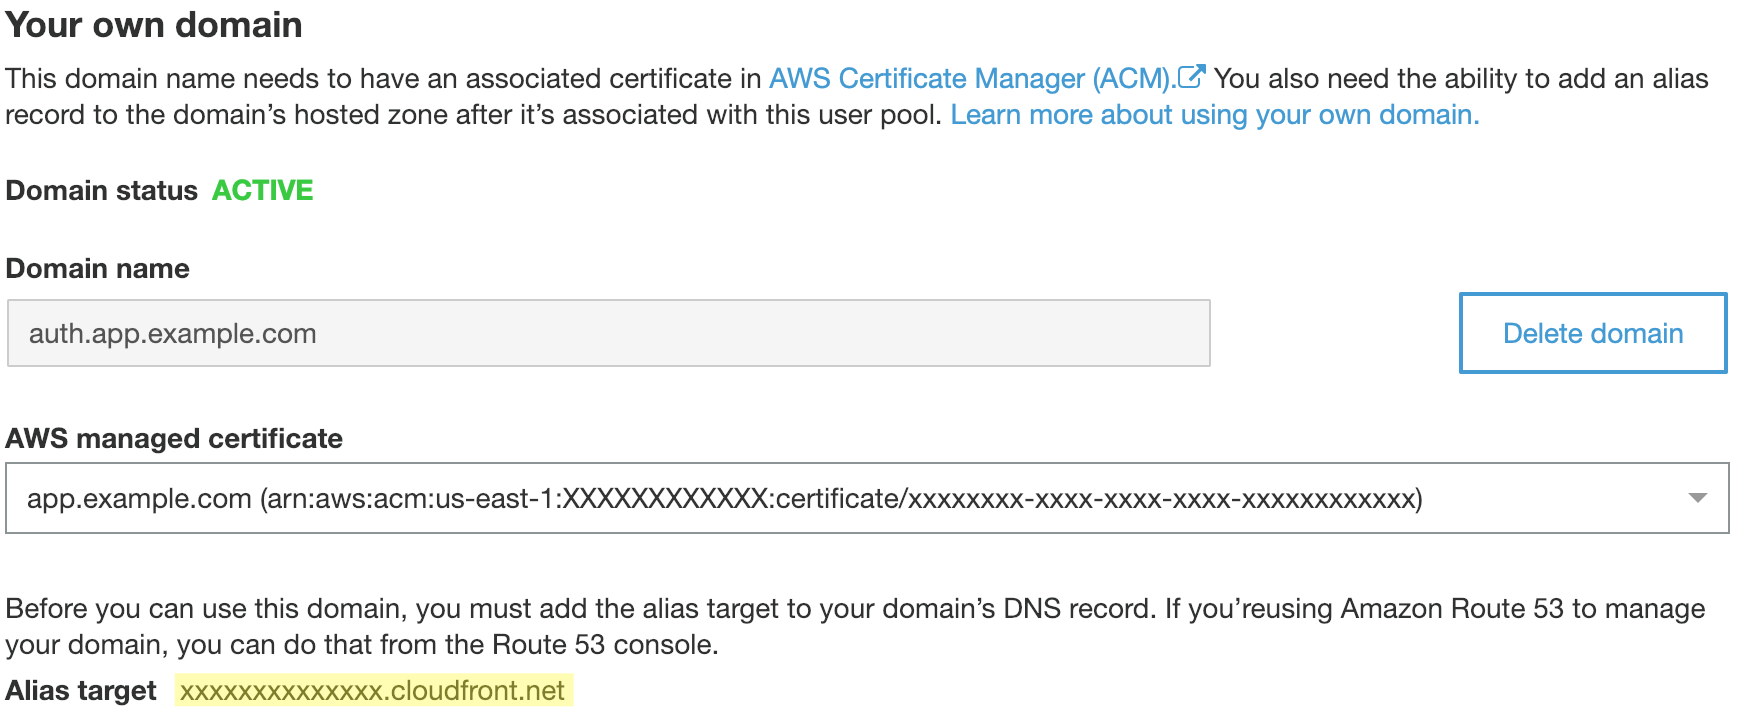 Your own domain
This domain name needs to have an associated certificate in AWS Certificate Manager (ACM). You also need the ability to add an alias
record to the domain's hosted zone after it's associated with this user pool. Learn more about using your own domain.
Domain status ACTIVE
Domain name
auth.app.example.com
Delete domain
AWS managed certificate
app.example.com (arn:aws:acm:us-east-1:XXXXXXXXXXXX:certificate/xxxxxxxx-xxxx-xxxx-xxxx-xxxxxxxxxxxx)
Before you can use this domain, you must add the alias target to your domain's DNS record. If you'reusing Amazon Route 53 to manage
your domain, you can do that from the Route 53 console.
Alias target xxxxxxxxxxxxxx.cloudfront.net